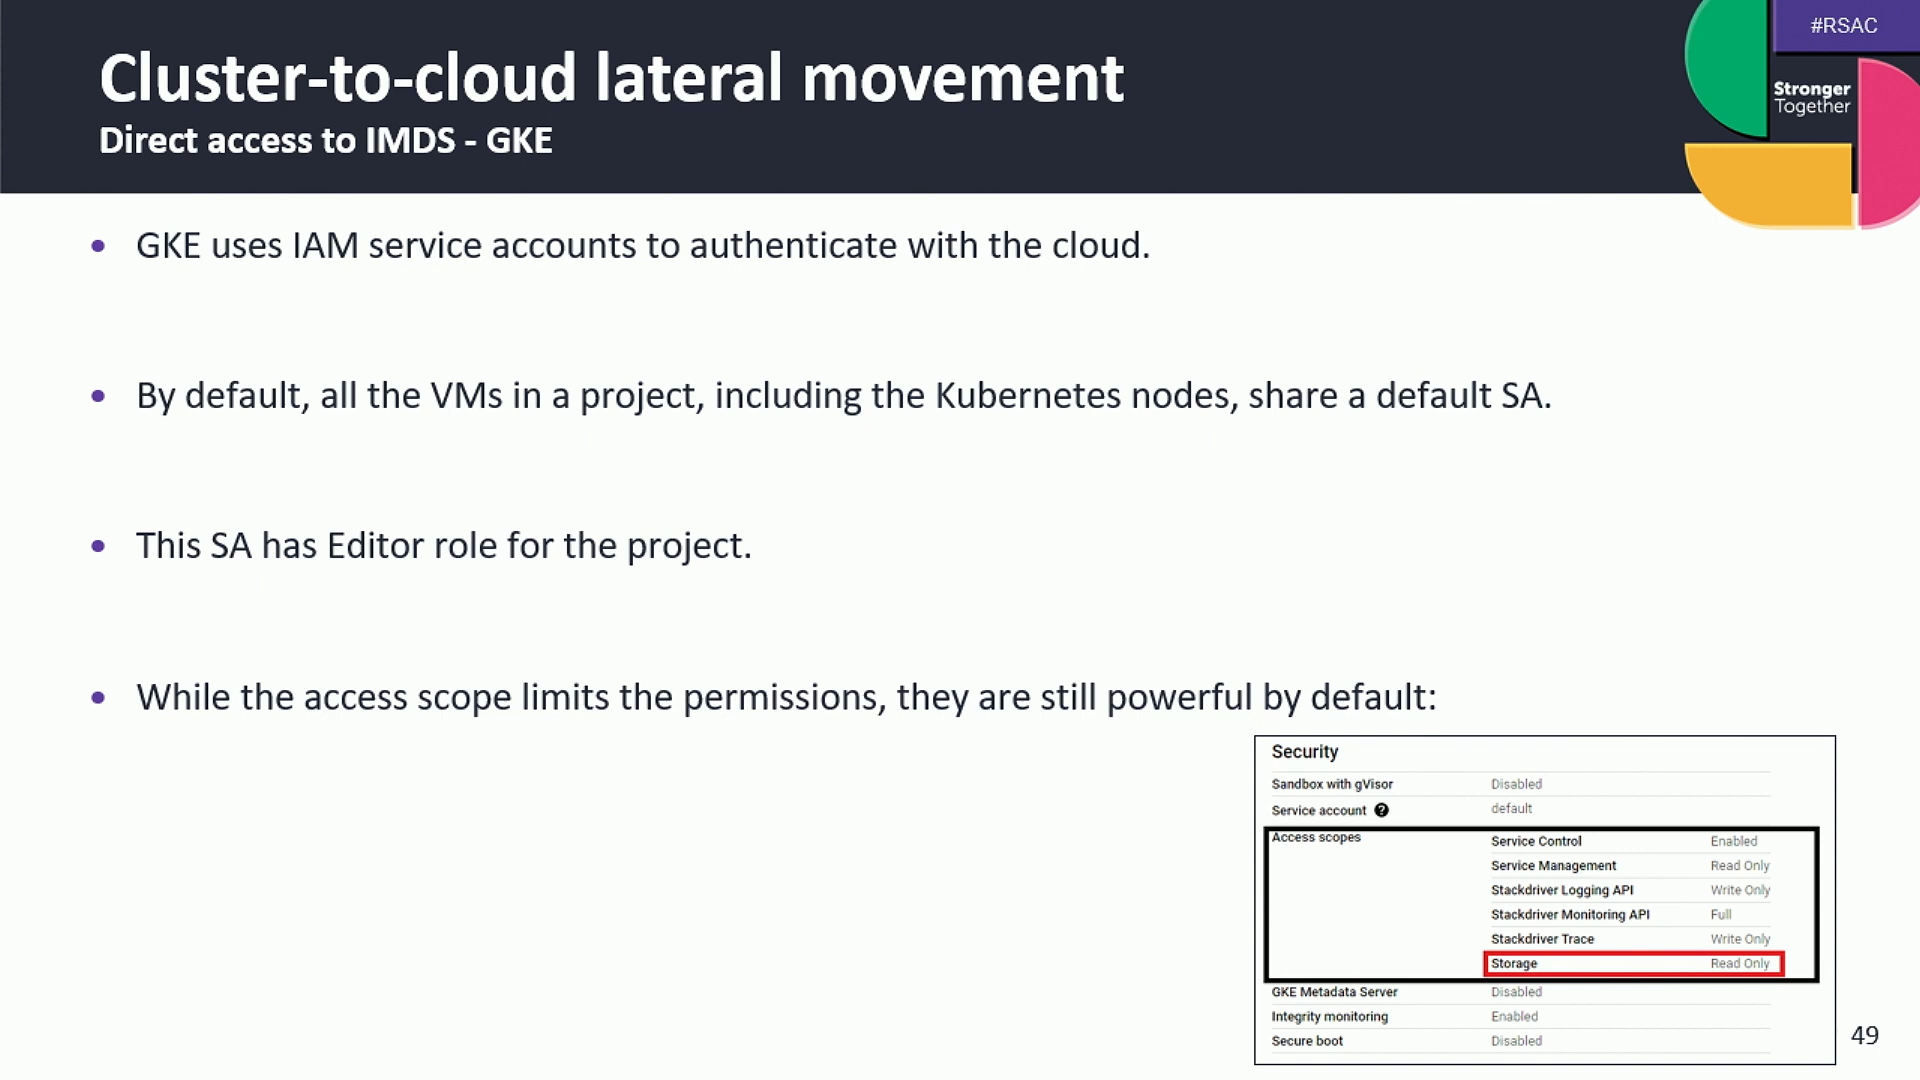 Cluster-to-cloud lateral movement
Direct access to IMDS - GKE
#RSAC
Stronger
Together
• GKE uses IAM service accounts to authenticate with the cloud.
• By default, all the VMs in a project, including the Kubernetes nodes, share a default SA.
• This SA has Editor role for the project.
• While the access scope limits the permissions, they are still powerful by default:
Security
Sandbox with gVisor Disabled
Service account ? default
Access scopes
Service Control Enabled
Service Management Read Only
Stackdriver Logging API Write Only
Stackdriver Monitoring API Full
Stackdriver Trace Write Only
Storage Read Only
GKE Metadata Server Disabled
Integrity monitoring Enabled
Secure boot Disabled
49